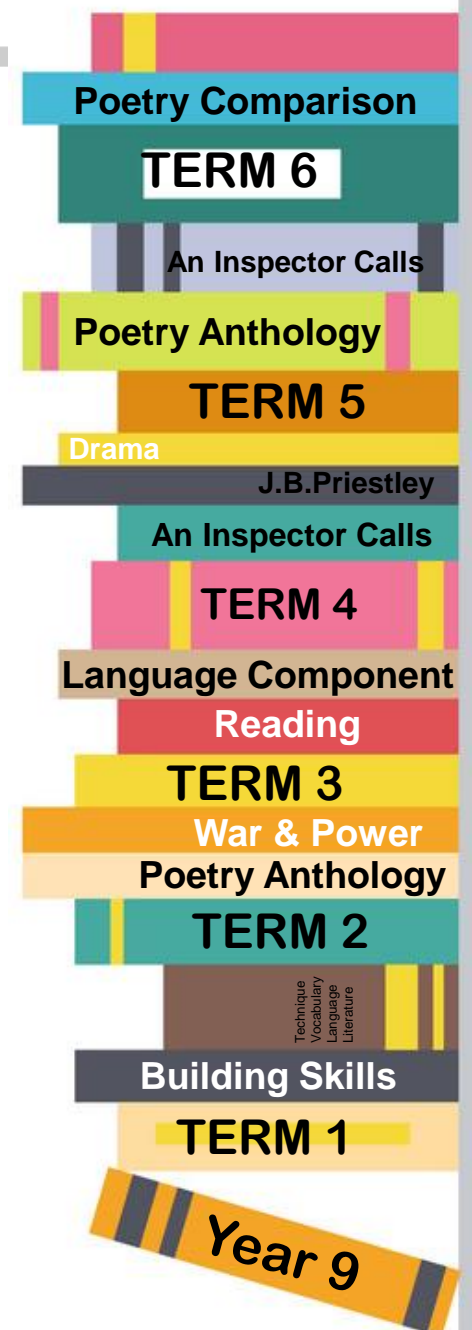 Poetry Comparison
TERM 6
An Inspector Calls
Poetry Anthology
TERM 5
Drama
J.B.Priestley
An Inspector Calls
TERM 4
Language Component
Reading
TERM 3
War & Power
Poetry Anthology
TERM 2
Technique
Vocabulary
Language
Literature
Building Skills
TERM 1
Year 9